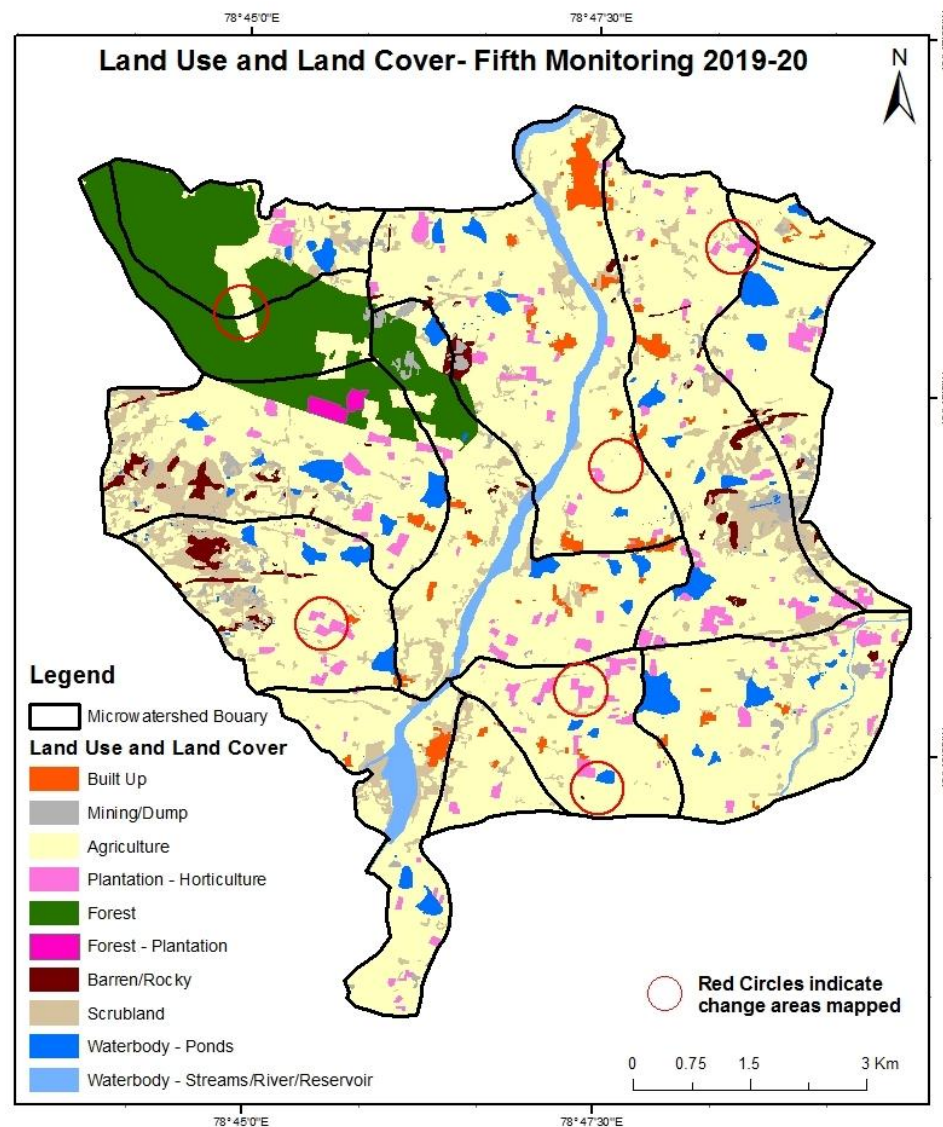 78°45'0"E
78°47'30"E
Land Use and Land Cover- Fifth Monitoring 2019-20
N
Legend
Microwatershed Bouary
Land Use and Land Cover
Built Up
Mining/Dump
Agriculture
Plantation - Horticulture
Forest
Forest - Plantation
Barren/Rocky
Scrubland
Waterbody - Ponds
Waterbody - Streams/River/Reservoir
Red Circles indicate
change areas mapped
0 0.75 1.5 3 Km
78°45'0"E
78°47'30"E